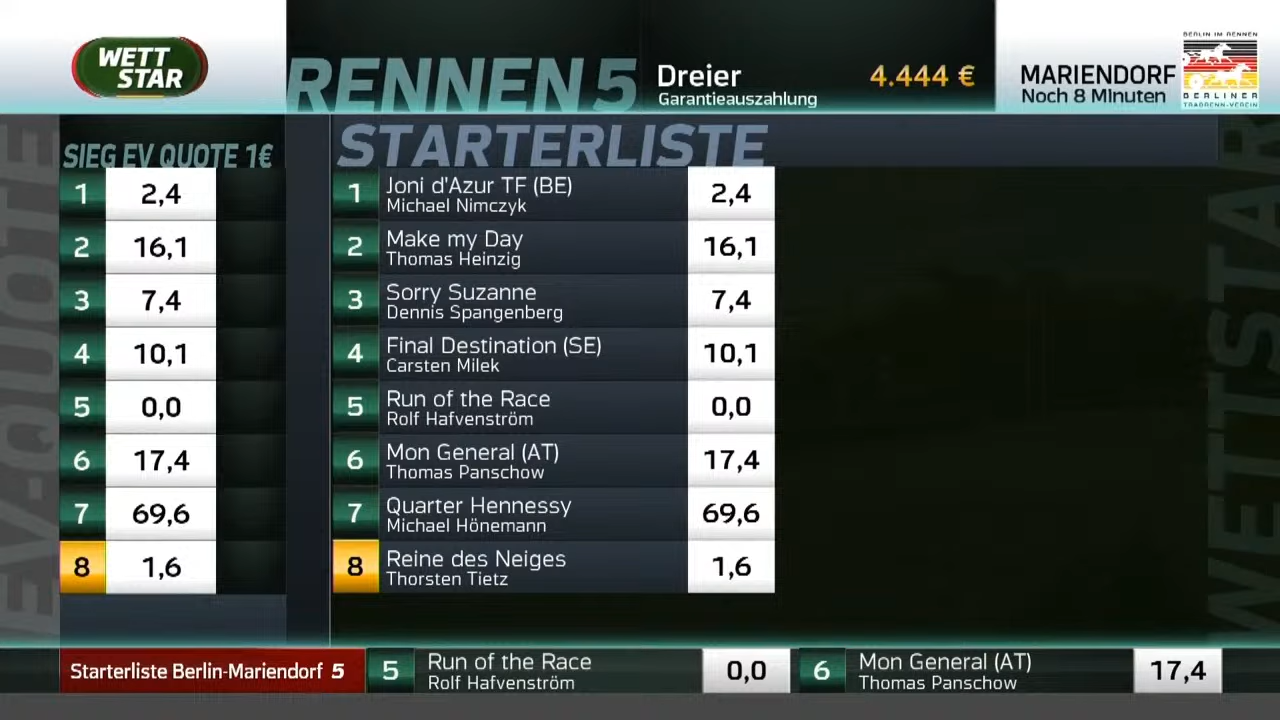 WETT
STAR
RENNEN 5
Dreier
4.444 €
Garantieauszahlung
MARIENDORF
Noch 8 Minuten
BERLIN IM RENNEN
BERLINER
TRABRENN-VEREIN
SIEG EV QUOTE 1€
STARTERLISTE
1 2,4
2 16,1
3 7,4
4 10,1
5 0,0
6 17,4
7 69,6
8 1,6
1 Joni d'Azur TF (BE) 2,4
Michael Nimczyk
2 Make my Day 16,1
Thomas Heinzig
3 Sorry Suzanne 7,4
Dennis Spangenberg
4 Final Destination (SE) 10,1
Carsten Milek
5 Run of the Race 0,0
Rolf Hafvenström
6 Mon General (AT) 17,4
Thomas Panschow
7 Quarter Hennessy 69,6
Michael Hönemann
8 Reine des Neiges 1,6
Thorsten Tietz
EV-QUOTE
WETTSTAR
Starterliste Berlin-Mariendorf 5
5 Run of the Race 0,0
Rolf Hafvenström
6 Mon General (AT) 17,4
Thomas Panschow